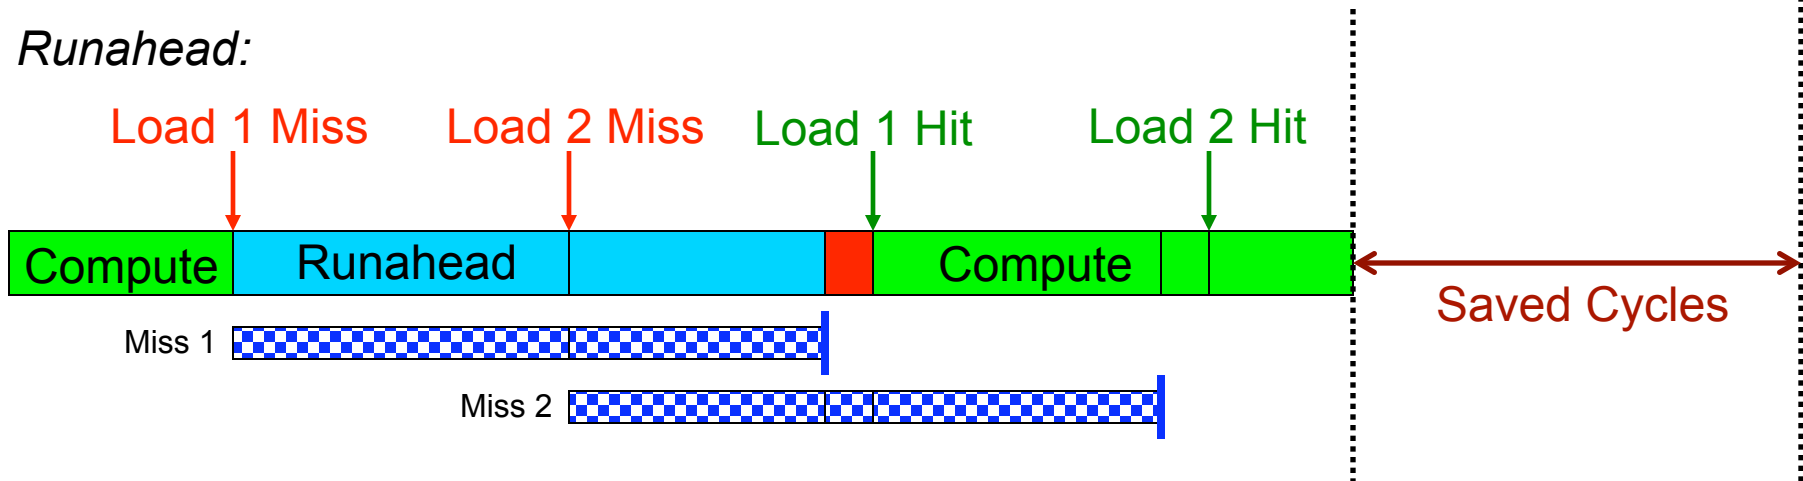 Runahead:
Load 1 Miss
Load 2 Miss
Load 1 Hit
Load 2 Hit
Compute
Runahead
Compute
Saved Cycles
Miss 1
Miss 2